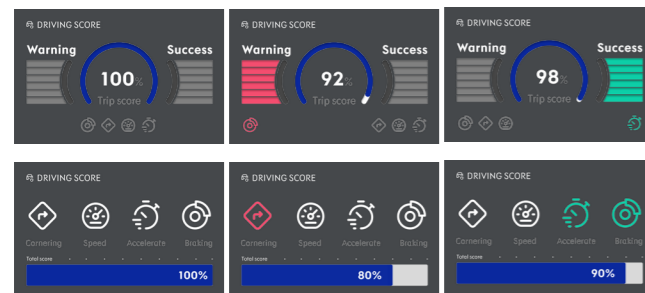 DRIVING SCORE
Warning
Success
100%
Trip score
DRIVING SCORE
Warning
Success
92%
Trip score
DRIVING SCORE
Warning
Success
98%
Trip score
DRIVING SCORE
Cornering Speed Accelerate Braking
Total score
100%
DRIVING SCORE
Cornering Speed Accelerate Braking
Total score
80%
DRIVING SCORE
Cornering Speed Accelerate Braking
Total score
90%